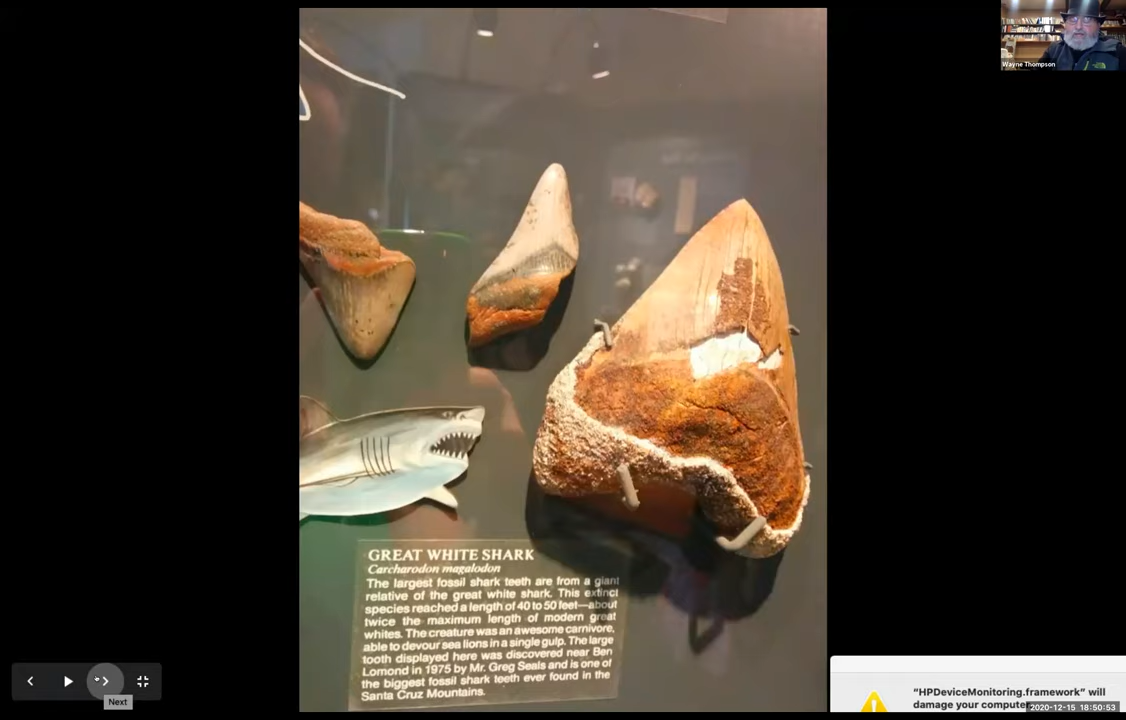 Wayne Thompson
GREAT WHITE SHARK
Carcharodon magalodon
The largest fossil shark teeth are from a giant
relative of the great white shark. This extinct
species reached a length of 40 to 50 feet—about
twice the maximum length of modern great
whites. The creature was an awesome carnivore,
able to devour sea lions in a single gulp. The large
tooth displayed here was discovered near Ben
Lomond in 1975 by Mr. Greg Seals and is one of
the biggest fossil shark teeth ever found in the
Santa Cruz Mountains.
Next
“HPDeviceMonitoring.framework” will
damage your computer
2020-12-15 18:50:53